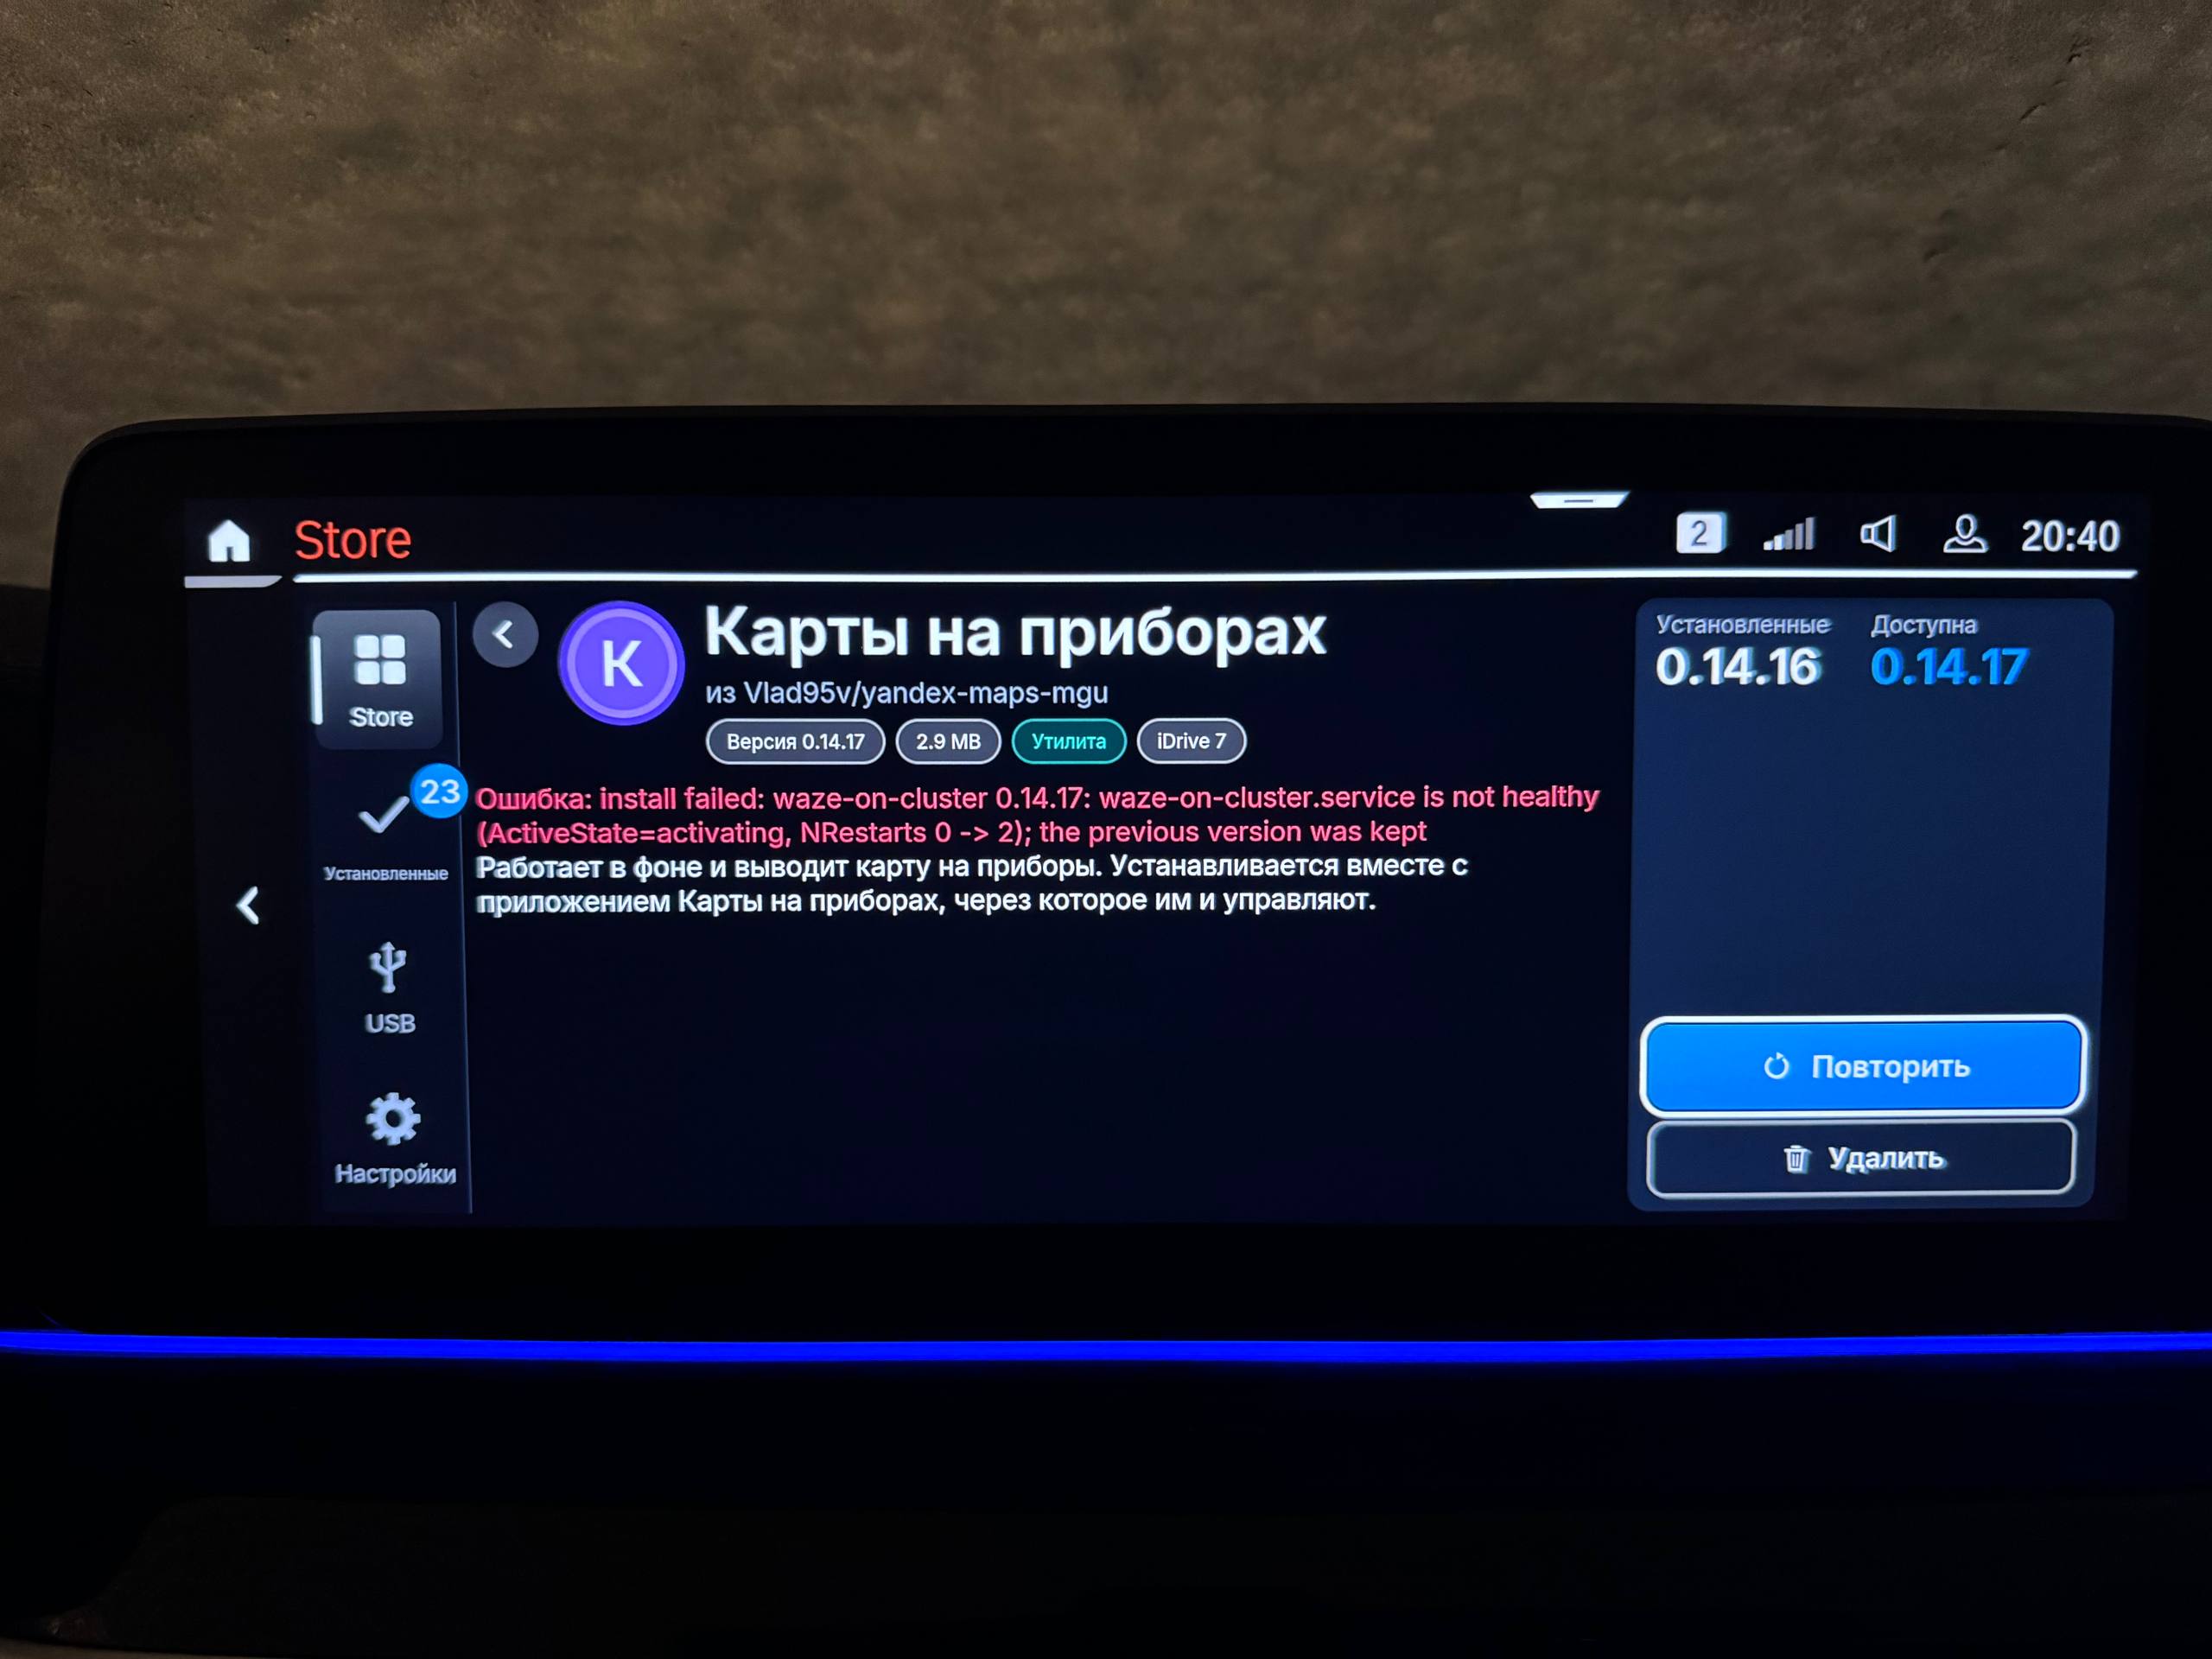 Store
2
20:40
Store
23
Установленные
USB
Настройки
К
Карты на приборах
из Vlad95v/yandex-maps-mgu
Версия 0.14.17
2.9 MB
Утилита
iDrive 7
Ошибка: install failed: waze-on-cluster 0.14.17: waze-on-cluster.service is not healthy
(ActiveState=activating, NRestarts 0 -> 2); the previous version was kept
Работает в фоне и выводит карту на приборы. Устанавливается вместе с
приложением Карты на приборах, через которое им и управляют.
Установленные
0.14.16
Доступна
0.14.17
Повторить
Удалить